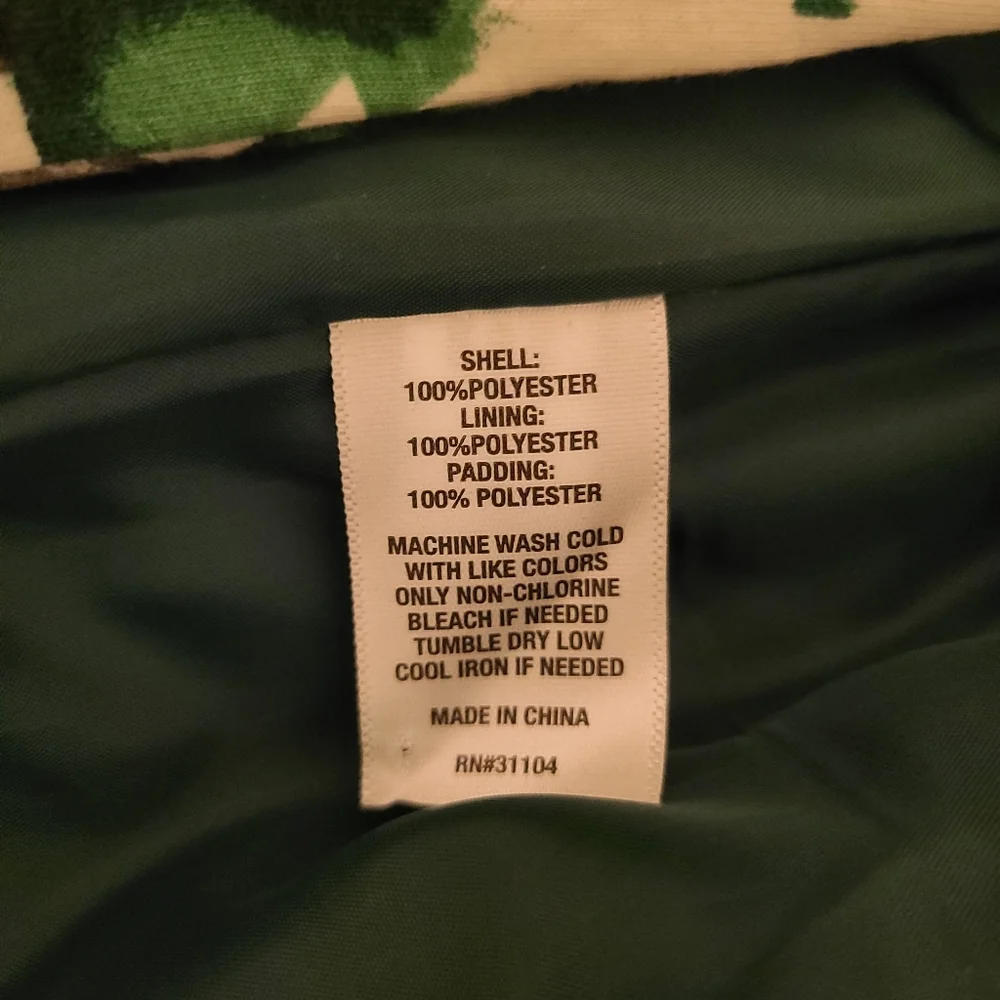 SHELL:
100%POLYESTER
LINING:
100%POLYESTER
PADDING:
100% POLYESTER
MACHINE WASH COLD
WITH LIKE COLORS
ONLY NON-CHLORINE
BLEACH IF NEEDED
TUMBLE DRY LOW
COOL IRON IF NEEDED
MADE IN CHINA
RN#31104